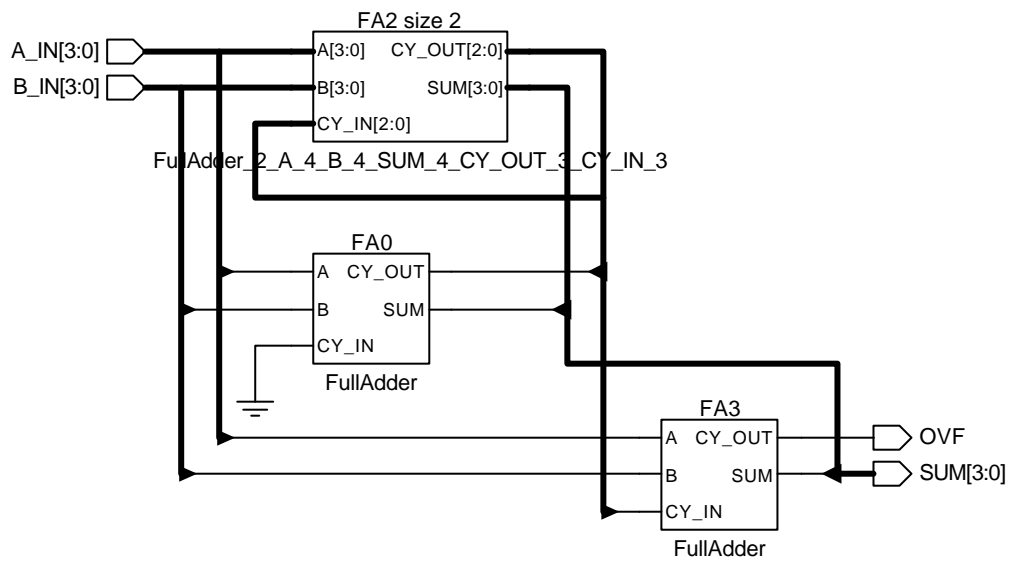 FA2 size 2
A_IN[3:0]
A[3:0] CY_OUT[2:0]
B_IN[3:0]
B[3:0] SUM[3:0]
CY_IN[2:0]
FullAdder_2_A_4_B_4_SUM_4_CY_OUT_3_CY_IN_3
FA0
A CY_OUT
B SUM
CY_IN
FullAdder
FA3
A CY_OUT
OVF
B SUM
SUM[3:0]
CY_IN
FullAdder